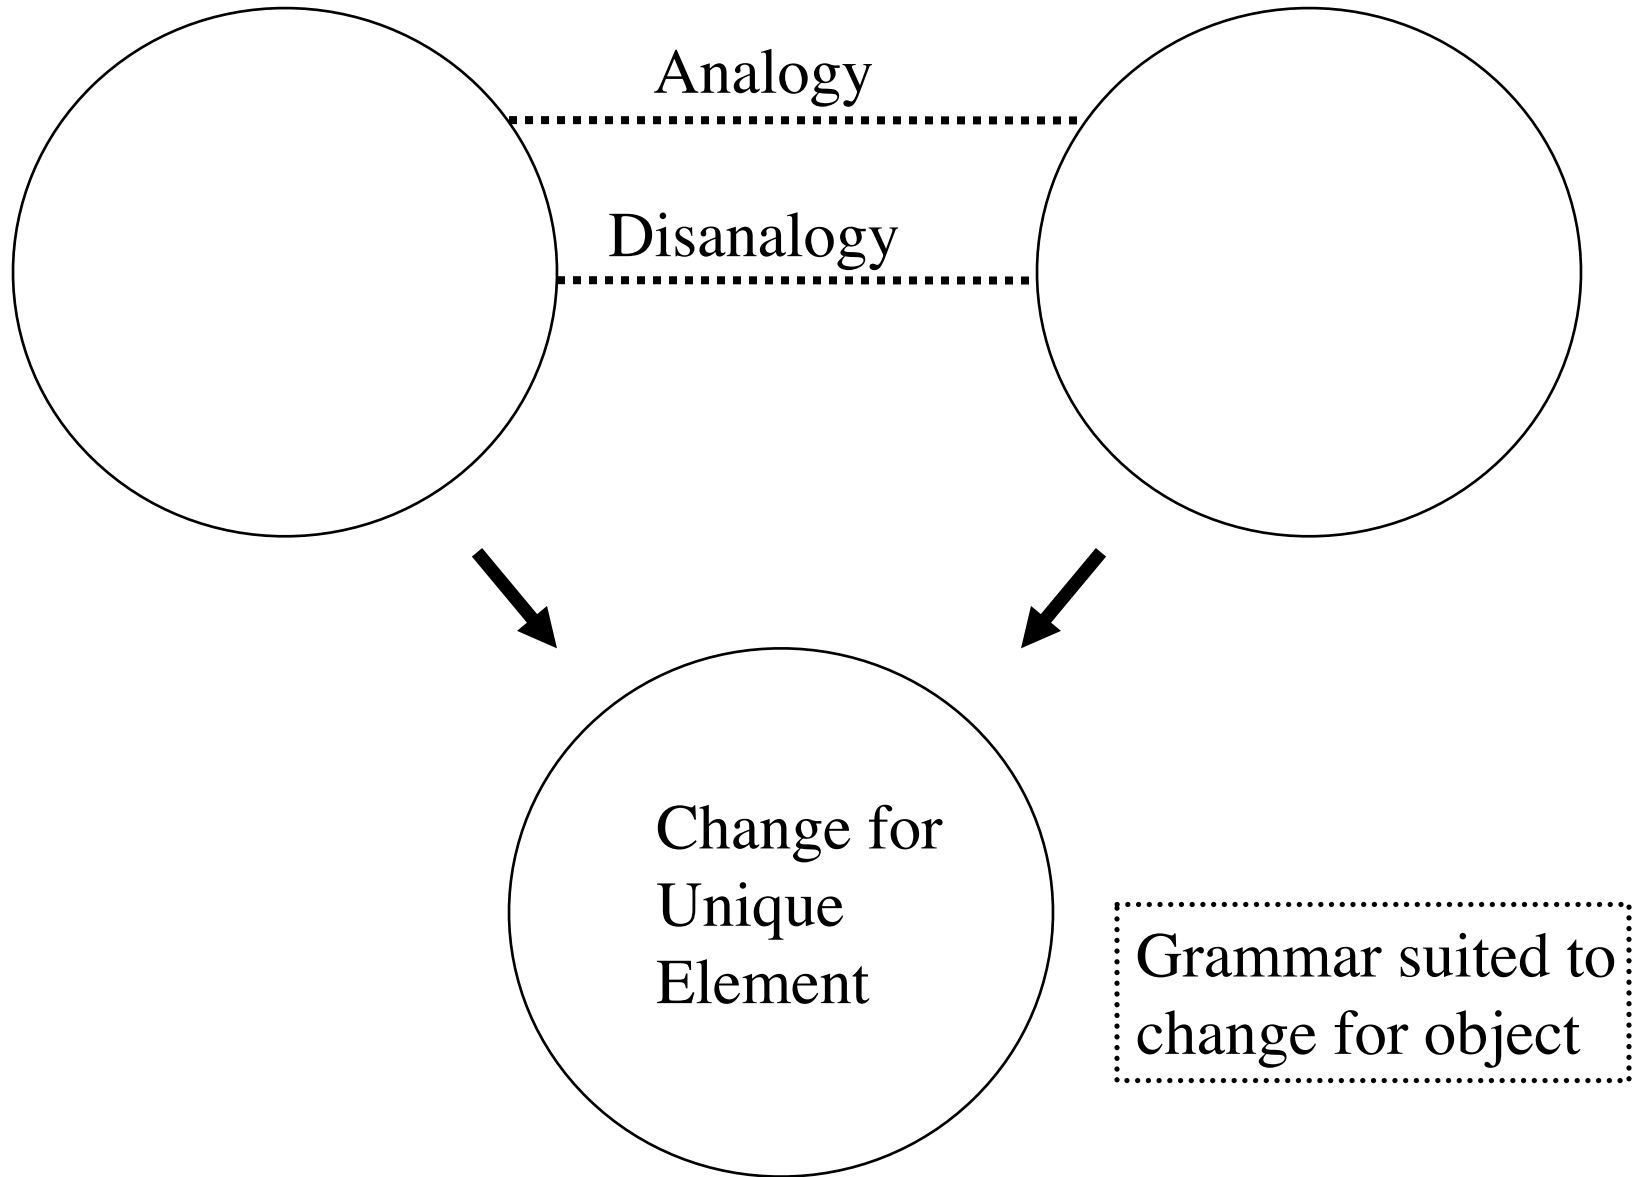 Analogy
Disanalogy
Change for
Unique
Element
Grammar suited to
change for object